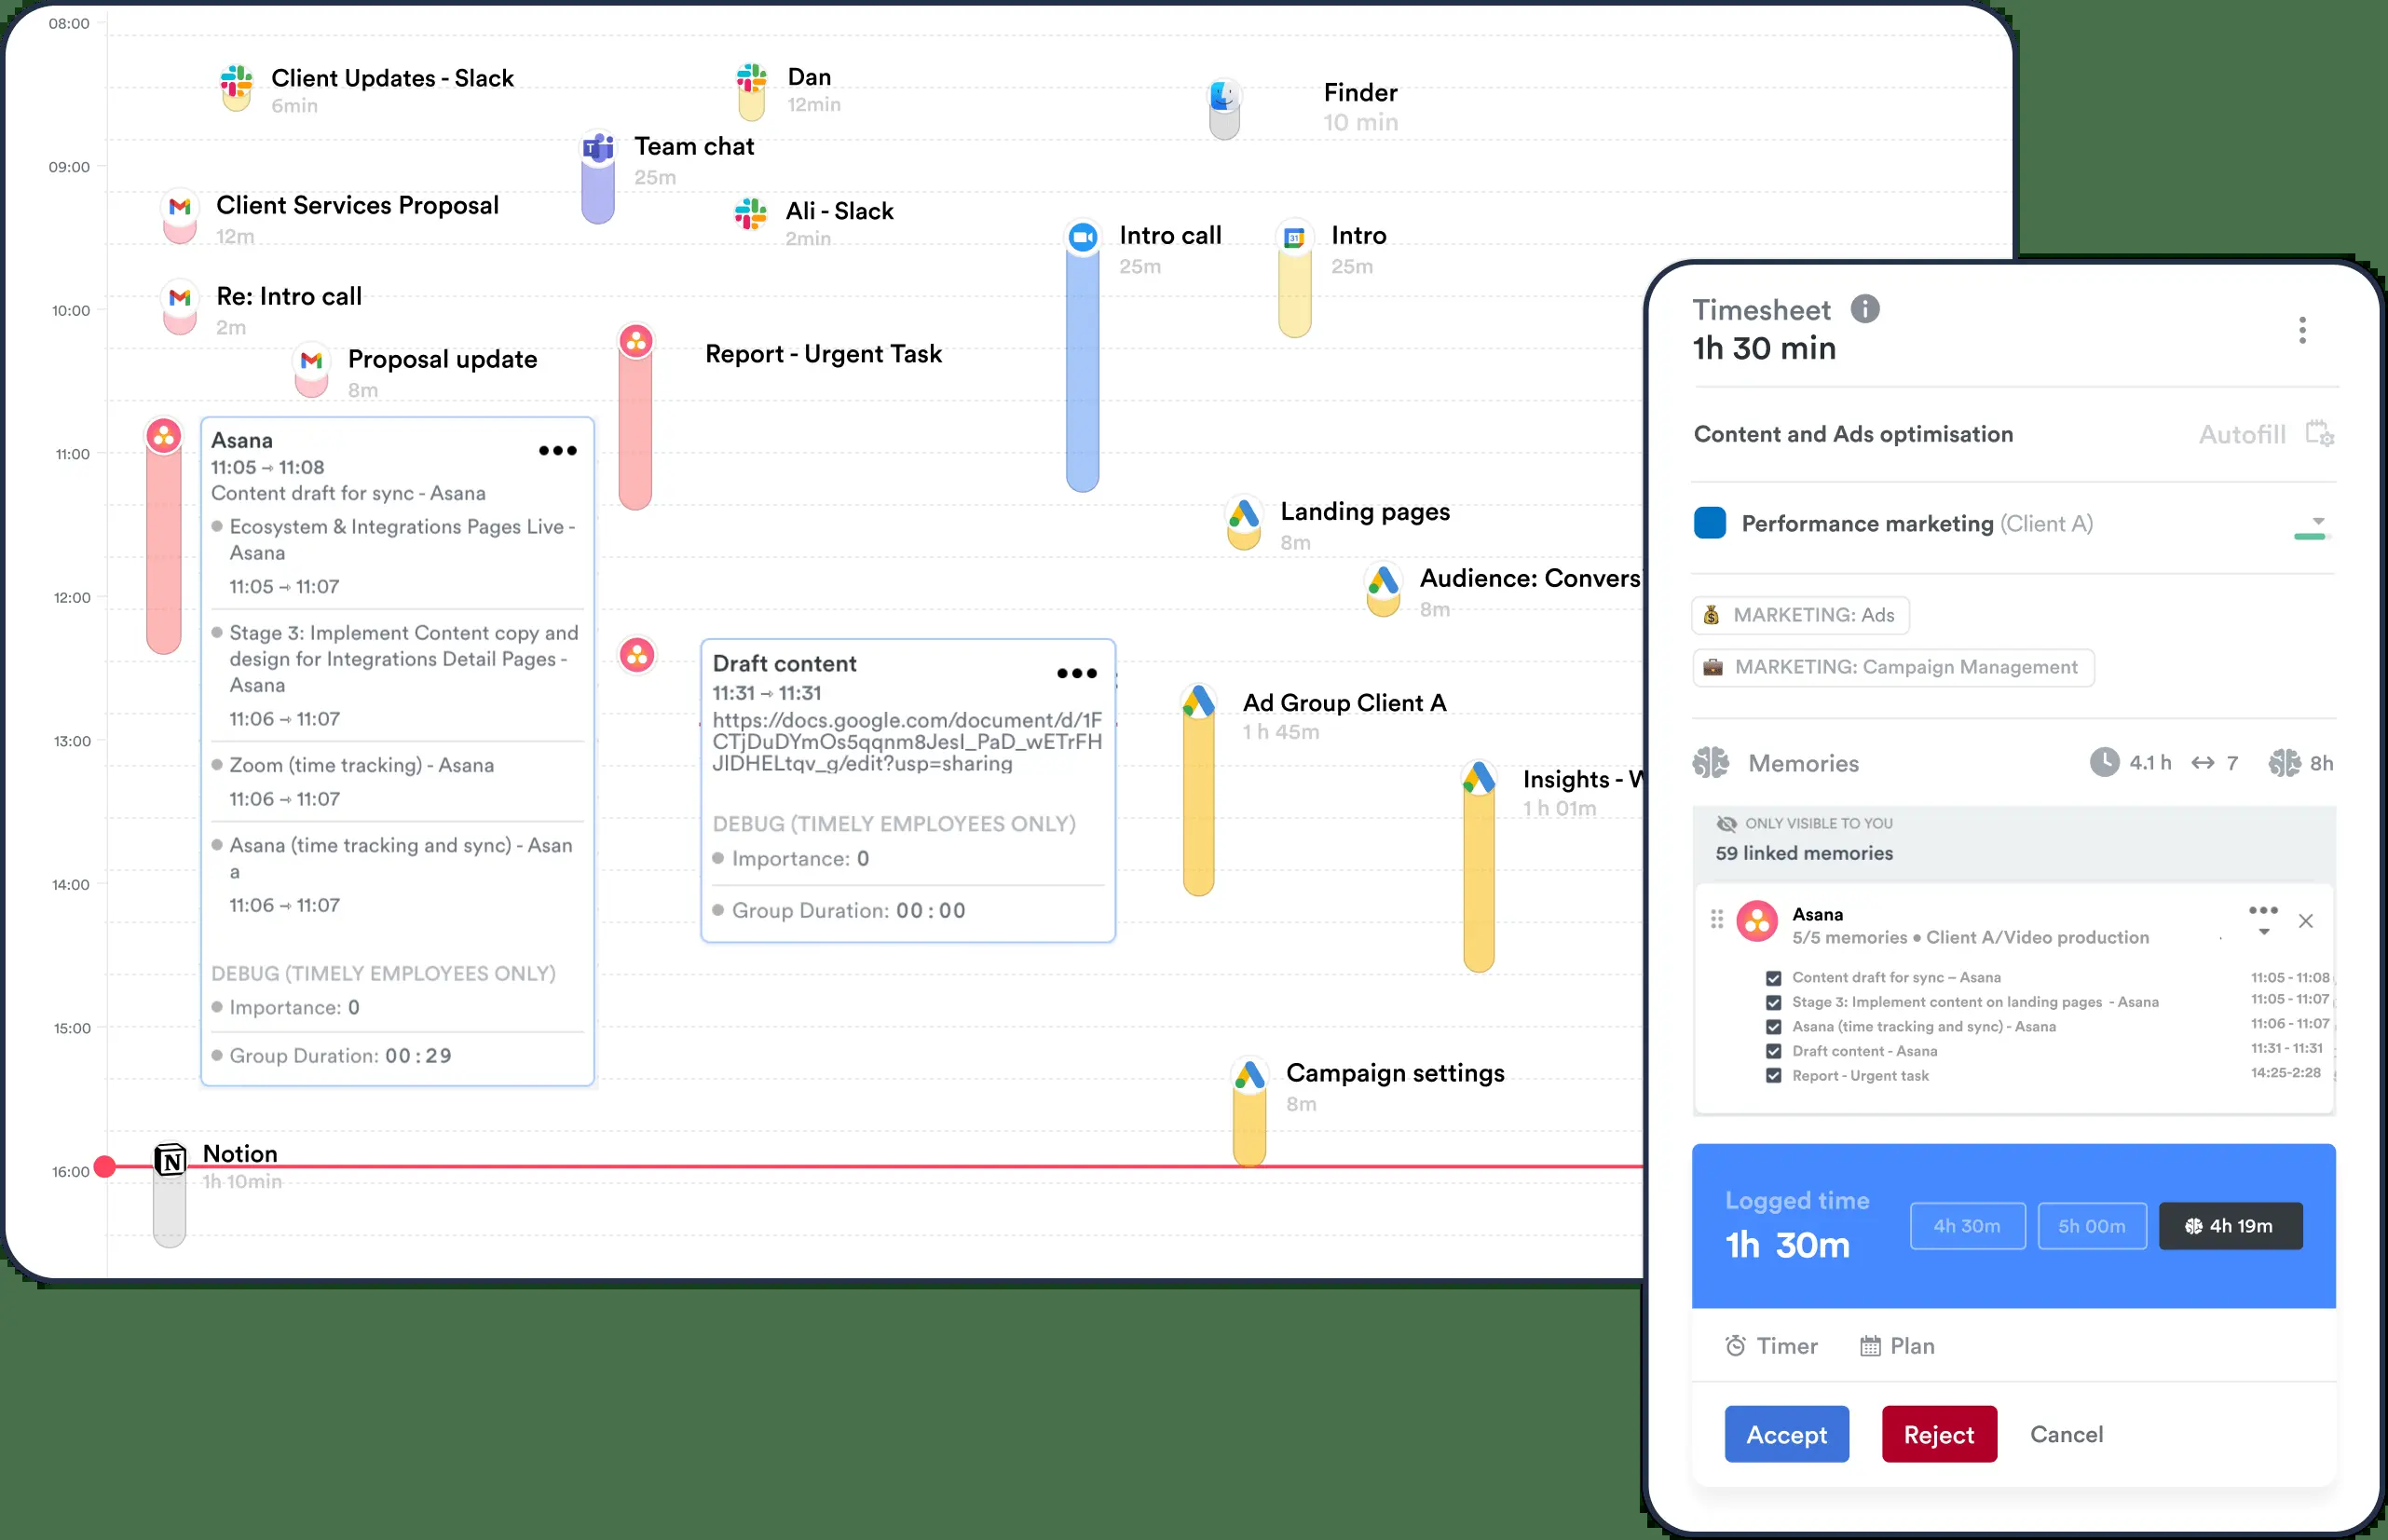 08:00
Client Updates - Slack
6min
Dan
12min
Finder
10 min
Team chat
25m
09:00
Client Services Proposal
12m
Ali - Slack
2min
Intro call
25m
Intro
25m
Re: Intro call
2m
10:00
Proposal update
8m
Report - Urgent Task
11:00
Asana
11:05 → 11:08
Content draft for sync - Asana
Ecosystem & Integrations Pages Live -
Asana
11:05 → 11:07
Stage 3: Implement Content copy and
design for Integrations Detail Pages -
Asana
11:06 → 11:07
Zoom (time tracking) - Asana
11:06 → 11:07
Asana (time tracking and sync) - Asan
a
11:06 → 11:07
DEBUG (TIMELY EMPLOYEES ONLY)
Importance: 0
Group Duration: 00:29
Landing pages
8m
12:00
Audience: Convers
8m
Draft content
11:31 → 11:31
https://docs.google.com/document/d/1F
CTjDuDYmOs5qqnm8JesI_PaD_wETrFH
JIDHELtqv_g/edit?usp=sharing
DEBUG (TIMELY EMPLOYEES ONLY)
Importance: 0
Group Duration: 00:00
Ad Group Client A
1 h 45m
13:00
Insights - W
1 h 01m
14:00
15:00
Campaign settings
8m
Notion
1h 10min
16:00
Timesheet
1h 30 min
Content and Ads optimisation
Autofill
Performance marketing (Client A)
MARKETING: Ads
MARKETING: Campaign Management
Memories
4.1 h
7
8h
ONLY VISIBLE TO YOU
59 linked memories
Asana
5/5 memories • Client A/Video production
Content draft for sync – Asana 11:05 - 11:08
Stage 3: Implement content on landing pages - Asana 11:05 - 11:07
Asana (time tracking and sync) - Asana 11:06 - 11:07
Draft content - Asana 11:31 - 11:31
Report - Urgent task 14:25-2:28
Logged time
1h 30m
4h 30m
5h 00m
4h 19m
Timer
Plan
Accept
Reject
Cancel